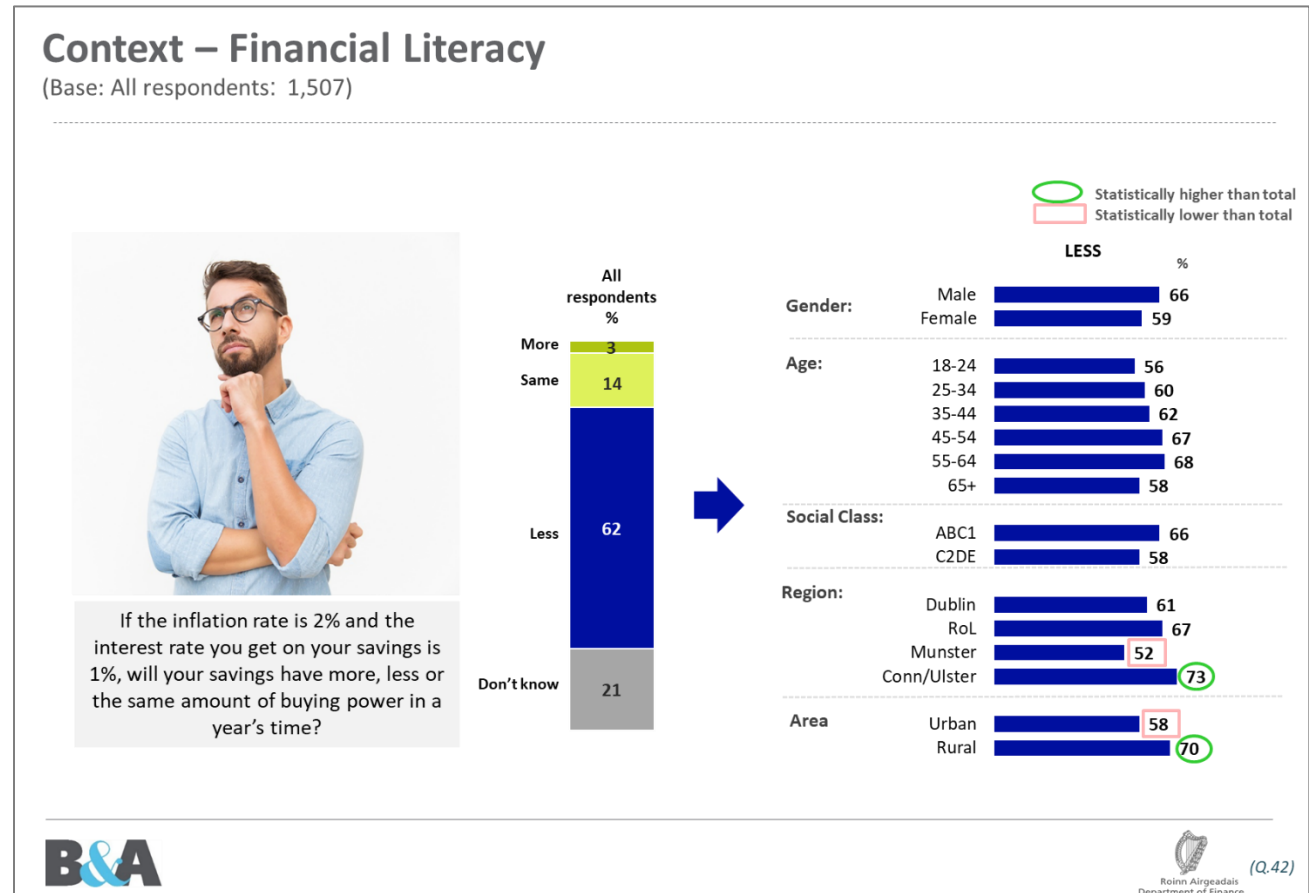 Context – Financial Literacy
(Base: All respondents: 1,507)
Statistically higher than total
Statistically lower than total
If the inflation rate is 2% and the
interest rate you get on your savings is
1%, will your savings have more, less or
the same amount of buying power in a
year’s time?
All
respondents
%
More 3
Same 14
Less 62
Don’t know 21
LESS
%
Gender:
Male 66
Female 59
Age:
18-24 56
25-34 60
35-44 62
45-54 67
55-64 68
65+ 58
Social Class:
ABC1 66
C2DE 58
Region:
Dublin 61
RoL 67
Munster 52
Conn/Ulster 73
Area
Urban 58
Rural 70
B&A
Roinn Airgeadais
Department of Finance
(Q.42)